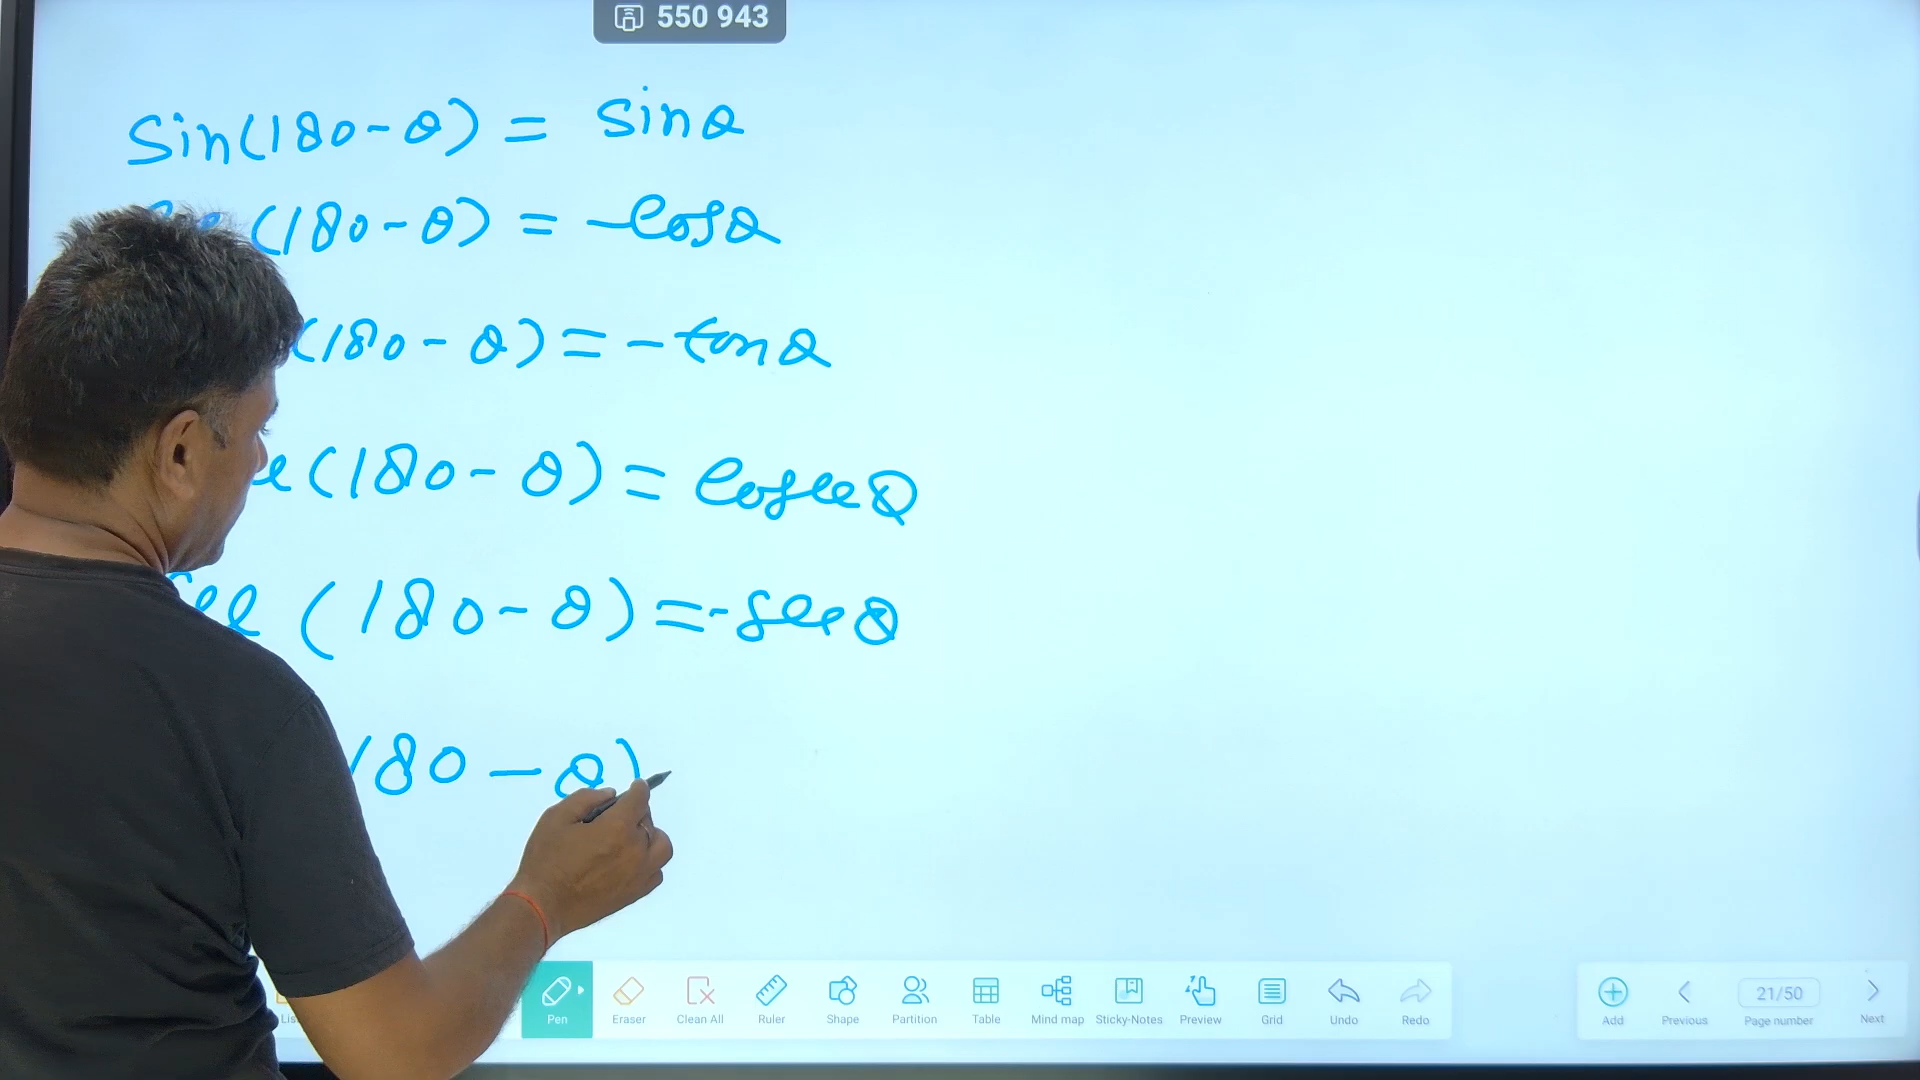 550 943
Sin(180-θ) = sinθ
(180-θ) = -cosθ
(180-θ) = -tanθ
(180-θ) = cosecθ
Sec (180-θ) = -secθ
180-θ)
Pen
Eraser
Clean All
Ruler
Shape
Partition
Table
Mind map
Sticky-Notes
Preview
Grid
Undo
Redo
Add
Previous
21/50
Page number
Next